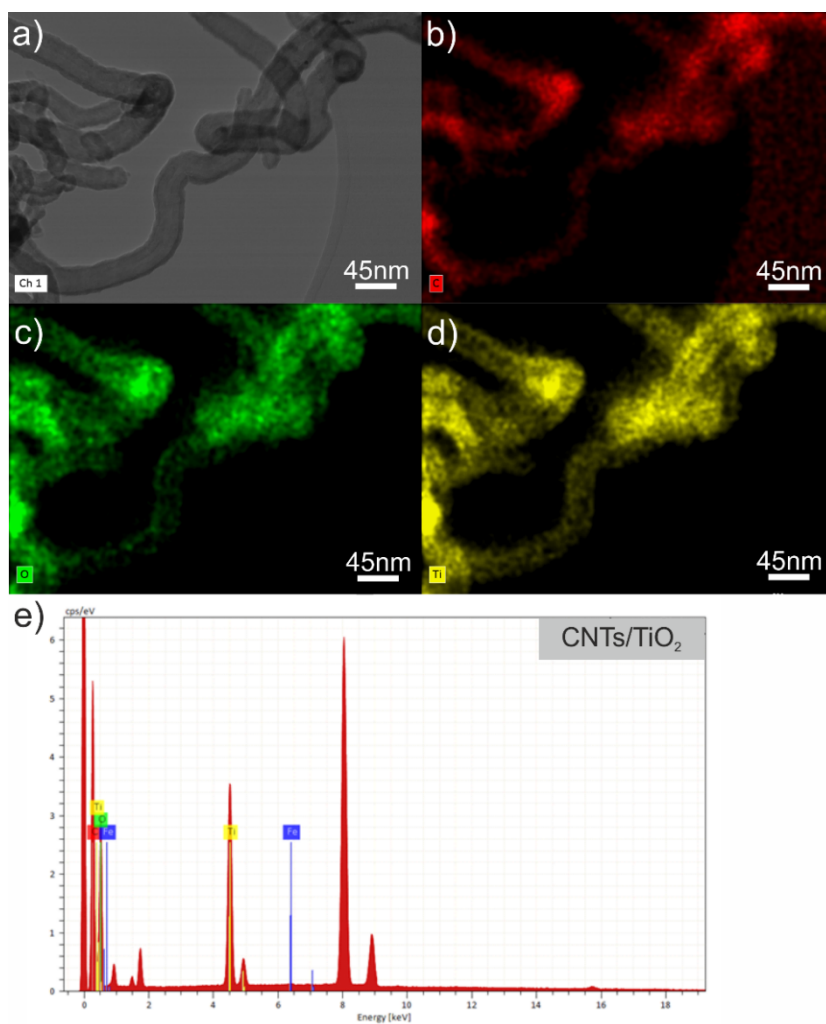 a)
Ch 1
45nm
b)
C
45nm
c)
O
45nm
d)
Ti
45nm
e)
cps/eV
CNTs/TiO₂
6
5
4
3
2
1
0
Ti
O
C Fe
Ti
Fe
0 2 4 6 8 10 12 14 16 18
Energy [keV]